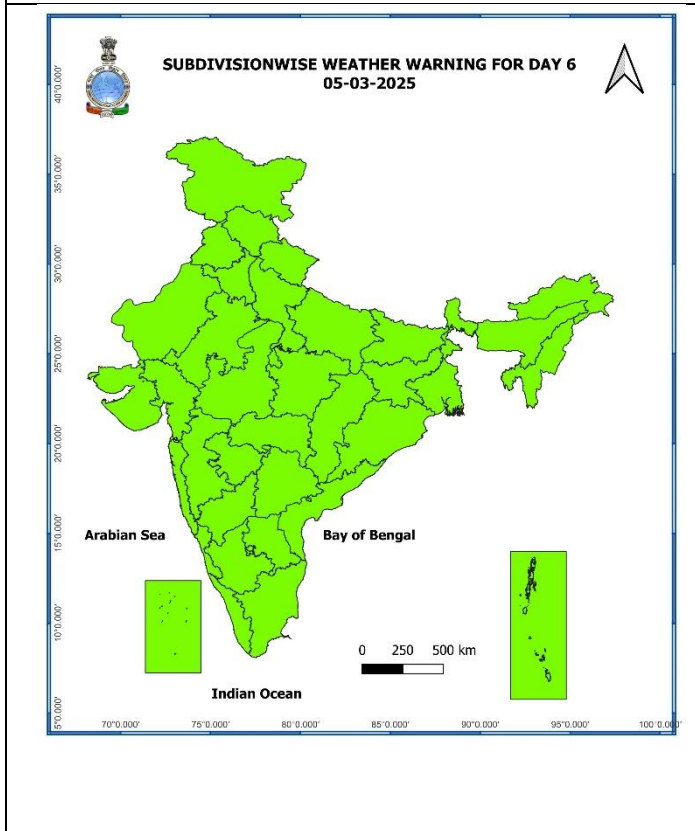 SUBDIVISIONWISE WEATHER WARNING FOR DAY 6
05-03-2025
40°0.000'
35°0.000'
30°0.000'
25°0.000'
20°0.000'
15°0.000'
10°0.000'
5°0.000'
Arabian Sea
Bay of Bengal
0 250 500 km
Indian Ocean
70°0.000' 75°0.000' 80°0.000' 85°0.000' 90°0.000' 95°0.000' 100°0.000'